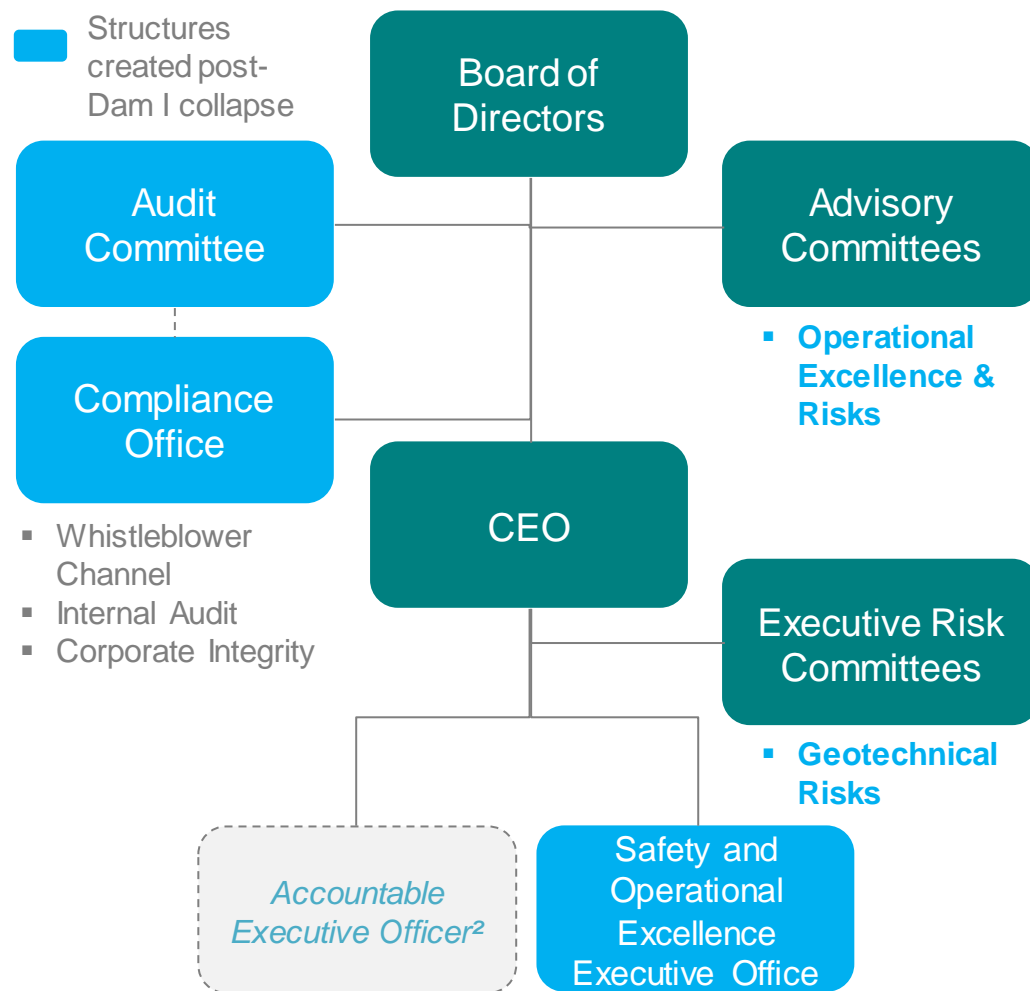 Structures
created post-
Dam I collapse
Board of
Directors
Audit
Committee
Advisory
Committees
▪ Operational
Excellence &
Risks
Compliance
Office
▪ Whistleblower
Channel
▪ Internal Audit
▪ Corporate Integrity
CEO
Executive Risk
Committees
▪ Geotechnical
Risks
Accountable
Executive Officer²
Safety and
Operational
Excellence
Executive Office